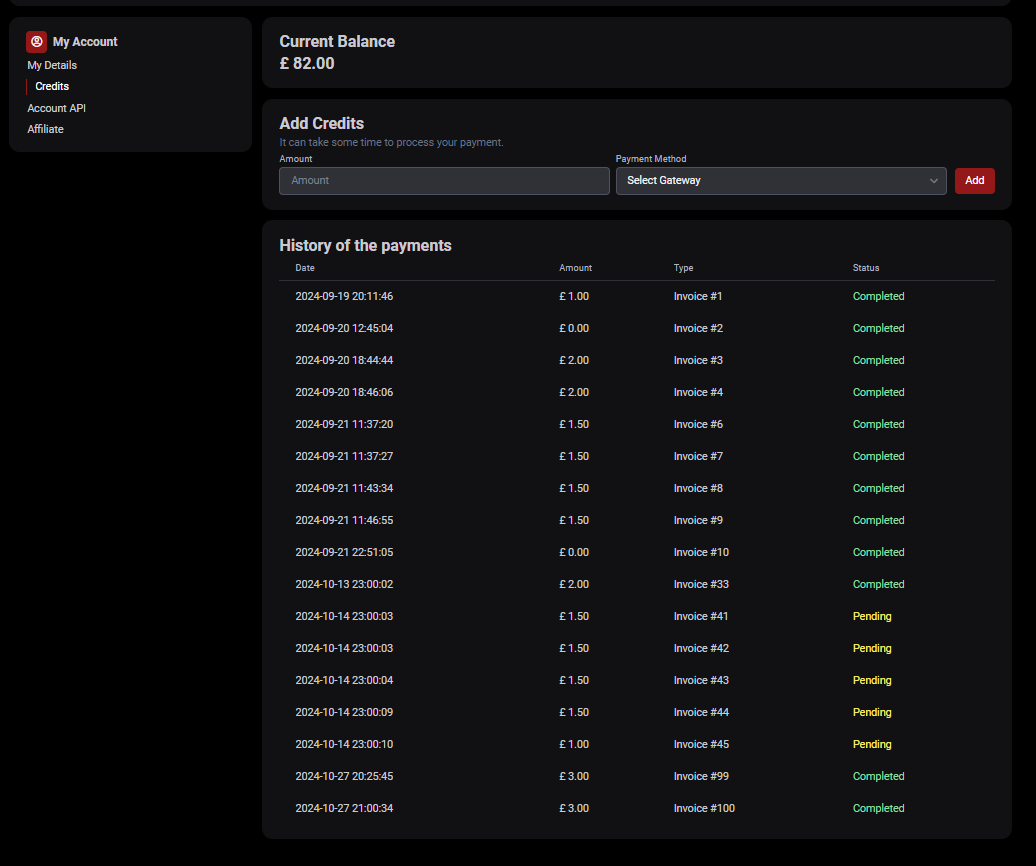 My Account
My Details
Credits
Account API
Affiliate
Current Balance
£ 82.00
Add Credits
It can take some time to process your payment.
Amount Payment Method
Amount Select Gateway Add
History of the payments
Date Amount Type Status
2024-09-19 20:11:46 £ 1.00 Invoice #1 Completed
2024-09-20 12:45:04 £ 0.00 Invoice #2 Completed
2024-09-20 18:44:44 £ 2.00 Invoice #3 Completed
2024-09-20 18:46:06 £ 2.00 Invoice #4 Completed
2024-09-21 11:37:20 £ 1.50 Invoice #6 Completed
2024-09-21 11:37:27 £ 1.50 Invoice #7 Completed
2024-09-21 11:43:34 £ 1.50 Invoice #8 Completed
2024-09-21 11:46:55 £ 1.50 Invoice #9 Completed
2024-09-21 22:51:05 £ 0.00 Invoice #10 Completed
2024-10-13 23:00:02 £ 2.00 Invoice #33 Completed
2024-10-14 23:00:03 £ 1.50 Invoice #41 Pending
2024-10-14 23:00:03 £ 1.50 Invoice #42 Pending
2024-10-14 23:00:04 £ 1.50 Invoice #43 Pending
2024-10-14 23:00:09 £ 1.50 Invoice #44 Pending
2024-10-14 23:00:10 £ 1.00 Invoice #45 Pending
2024-10-27 20:25:45 £ 3.00 Invoice #99 Completed
2024-10-27 21:00:34 £ 3.00 Invoice #100 Completed